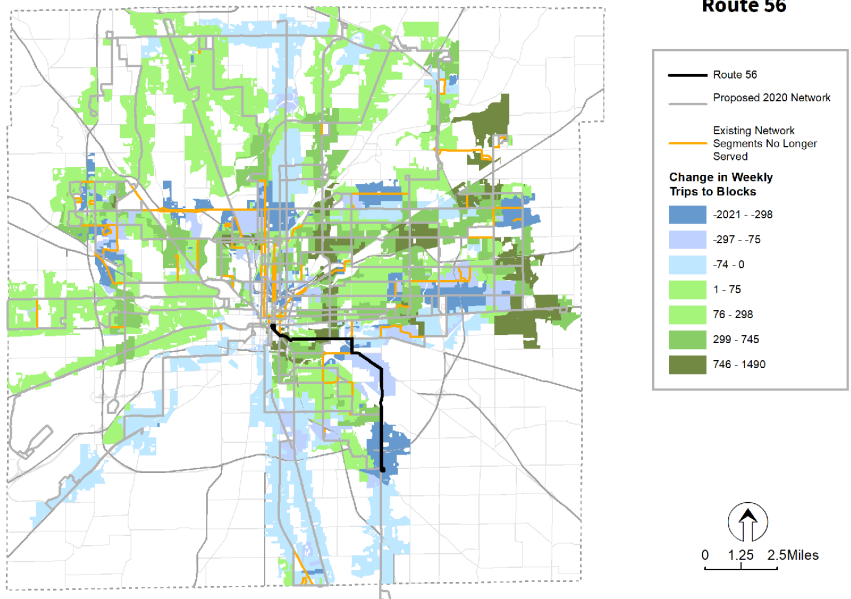 Route 56
Route 56
Proposed 2020 Network
Existing Network
Segments No Longer
Served
Change in Weekly
Trips to Blocks
-2021 - -298
-297 - -75
-74 - 0
1 - 75
76 - 298
299 - 745
746 - 1490
0 1.25 2.5Miles